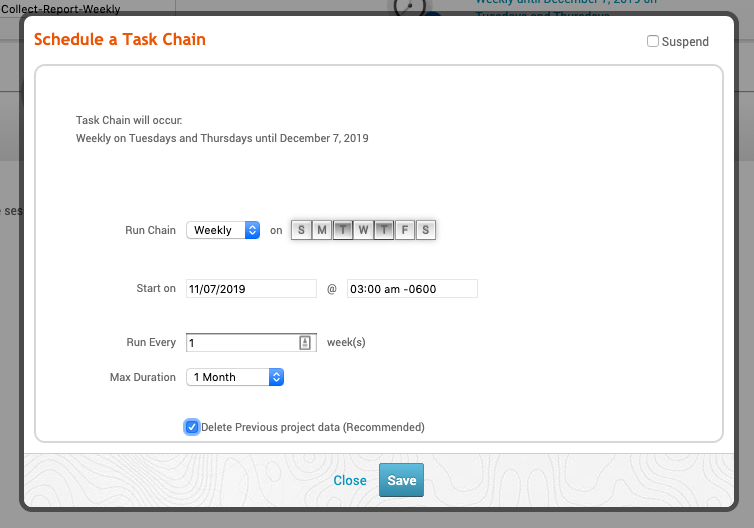 Collect-Report-Weekly
Weekly until December 7, 2019 on
Tuesdays and Thursdays
Schedule a Task Chain
Suspend
Task Chain will occur:
Weekly on Tuesdays and Thursdays until December 7, 2019
e ses
Run Chain Weekly on S M T W T F S
Start on 11/07/2019 @ 03:00 am -0600
Run Every 1 week(s)
Max Duration 1 Month
Delete Previous project data (Recommended)
Close Save